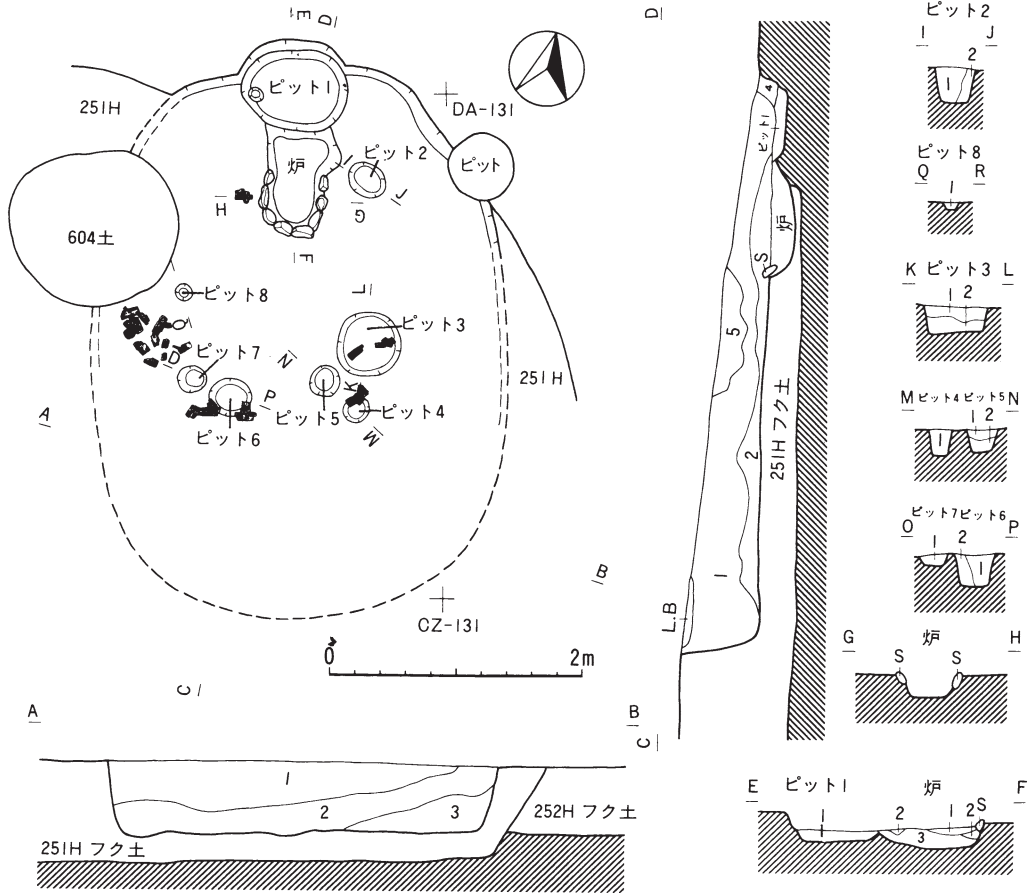 E
D
251H
ピット1
DA-131
炉
ピット2
ピット
J
I
H
G
604土
F
ピット8
L
ピット3
Q
D
ピット7
N
K
251H
ピット5
ピット4
P
ピット6
A
M
B
CZ-131
0
2m
C
A
B
1
2
3
252H フク土
251H フク土
D
4
ピット1
炉
S
5
2
251H フク土
1
L.B
C
ピット2
I
J
2
1
ピット8
Q
R
1
K ピット3 L
1 2
M ピット4 ピット5 N
1 2
1
ピット7 ピット6
O
P
1 2
1
炉
G
H
S
S
E
ピット1
炉
F
1
2
1 2 S
3